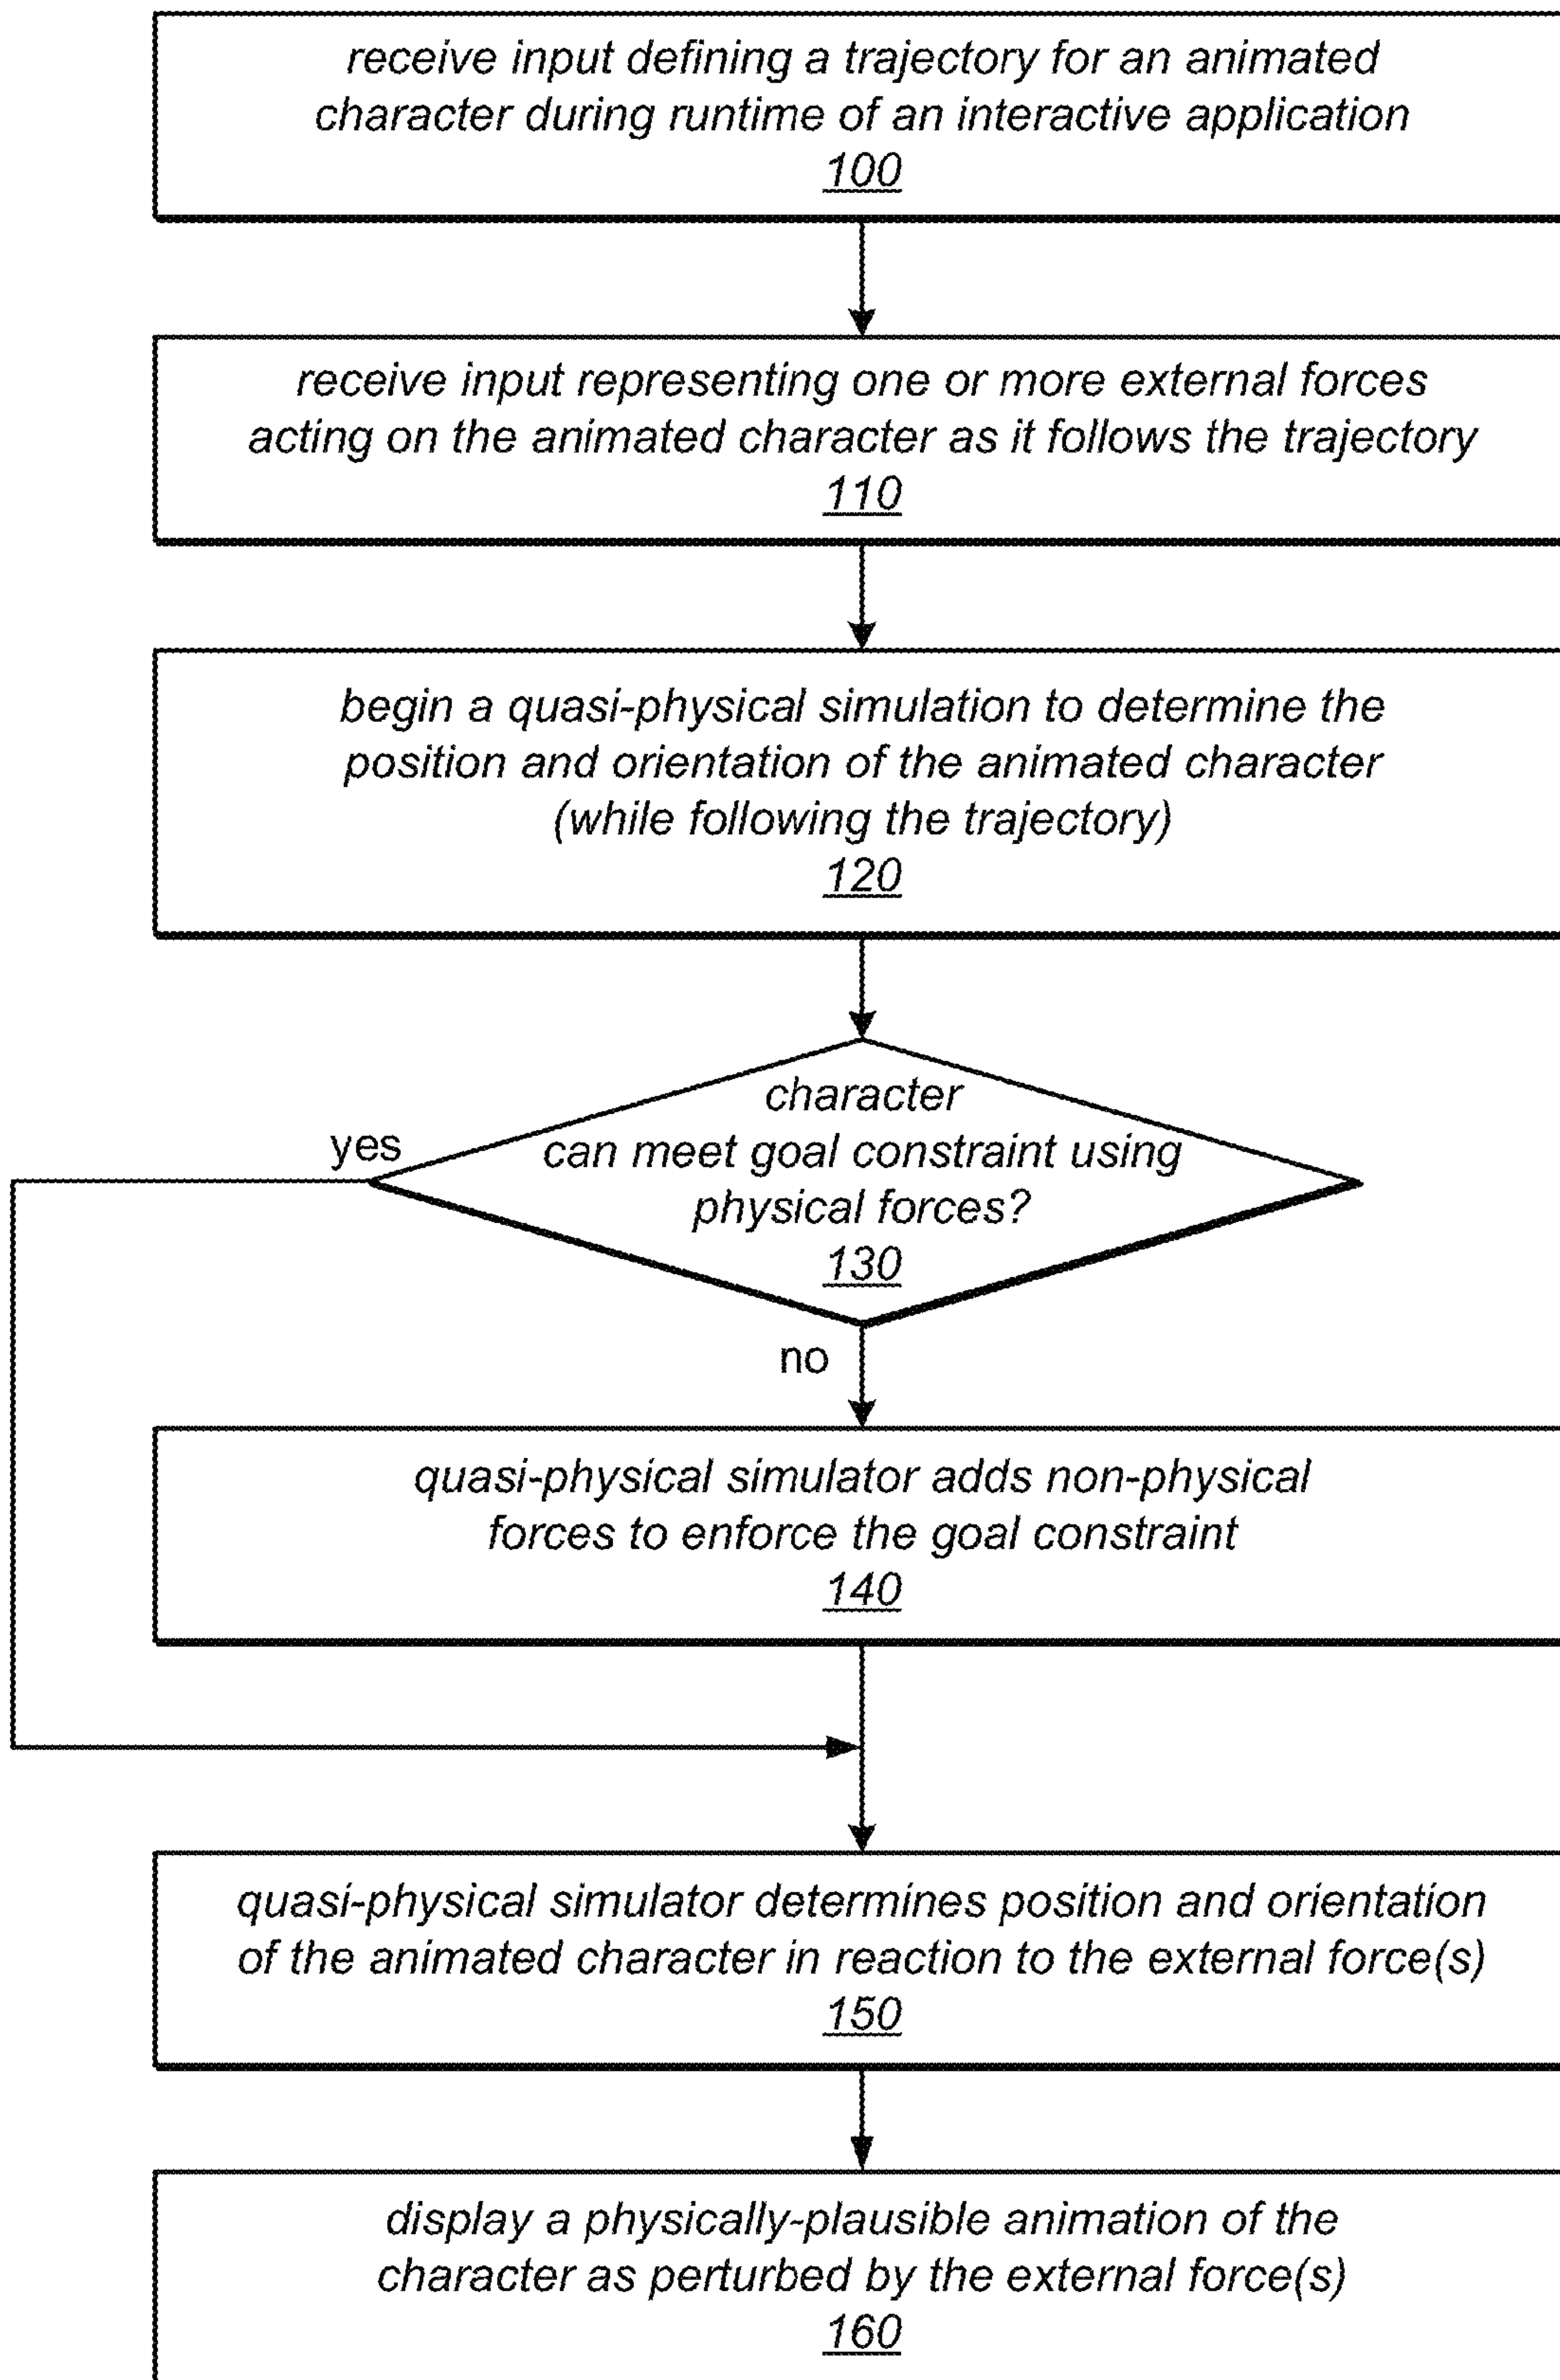 receive input defining a trajectory for an animated
character during runtime of an interactive application
100
receive input representing one or more external forces
acting on the animated character as it follows the trajectory
110
begin a quasi-physical simulation to determine the
position and orientation of the animated character
(while following the trajectory)
120
character
can meet goal constraint using
physical forces?
130
yes
no
quasi-physical simulator adds non-physical
forces to enforce the goal constraint
140
quasi-physical simulator determines position and orientation
of the animated character in reaction to the external force(s)
150
display a physically-plausible animation of the
character as perturbed by the external force(s)
160